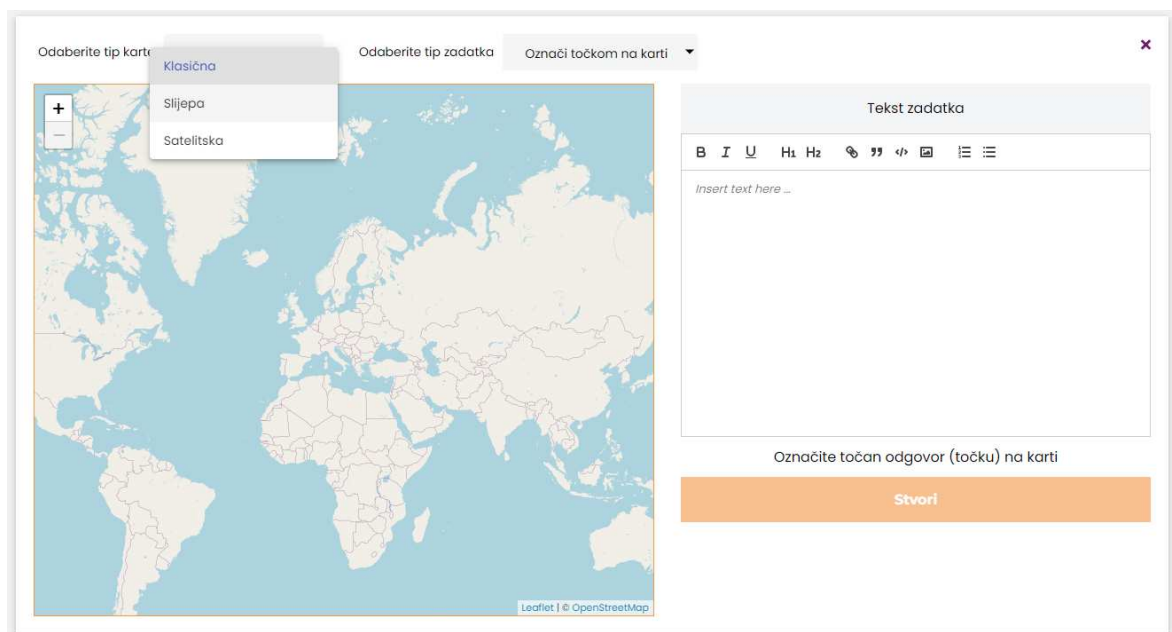 Odaberite tip karte
Odaberite tip zadatka
Označi točkom na karti
×
Klasična
Slijepa
Satelitska
+
−
Leaflet | © OpenStreetMap
Tekst zadatka
B I U H1 H2
Insert text here ...
Označite točan odgovor (točku) na karti
Stvori